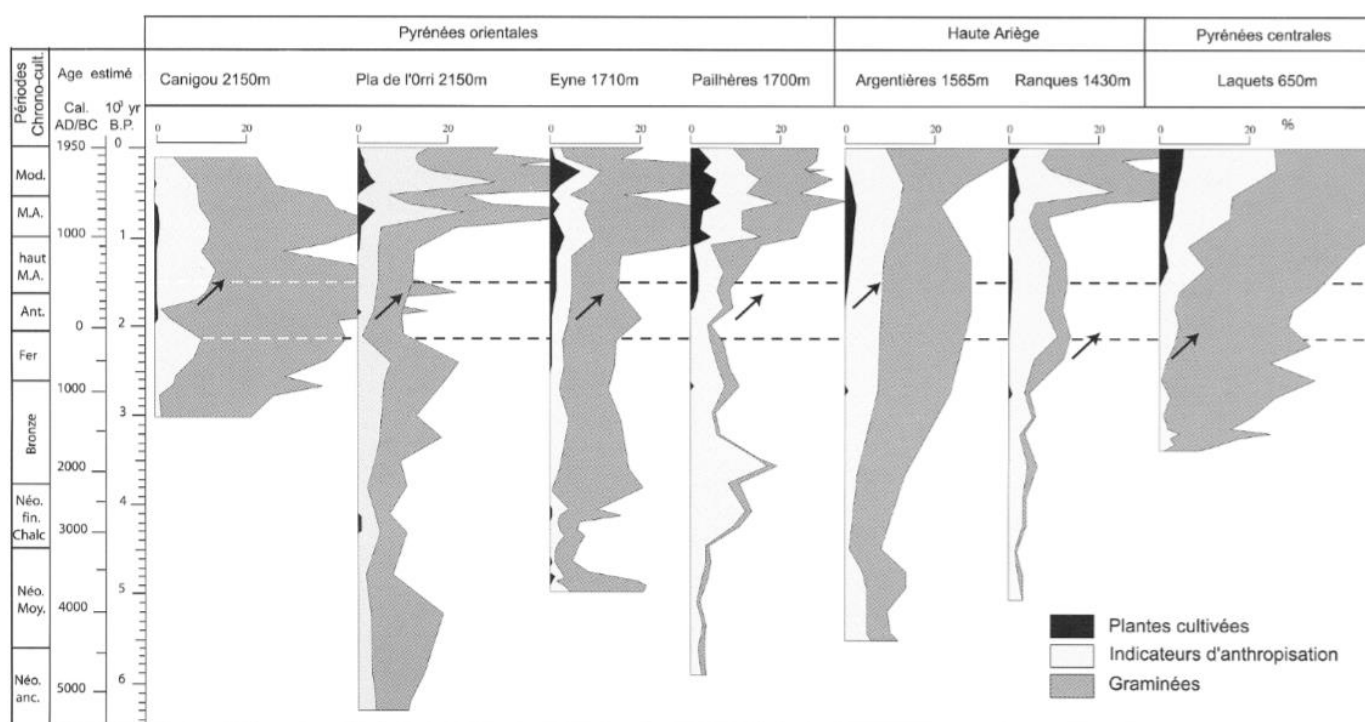 Pyrénées orientales Haute Ariège Pyrénées centrales
Périodes Chrono-cult.
Age estimé
Cal. AD/BC
10³ yr B.P.
Canigou 2150m Pla de l'0rri 2150m Eyne 1710m Pailhères 1700m Argentières 1565m Ranques 1430m Laquets 650m
0 20 0 20 0 20 0 20 0 20 0 20 0 20 %
1950 0
Mod.
M.A.
1000 1
haut M.A.
Ant.
0 2
Fer
1000 3
Bronze
2000
Néo. fin. Chalc
4
3000
Néo. Moy.
5
4000
Néo. anc.
6
5000
Plantes cultivées
Indicateurs d'anthropisation
Graminées